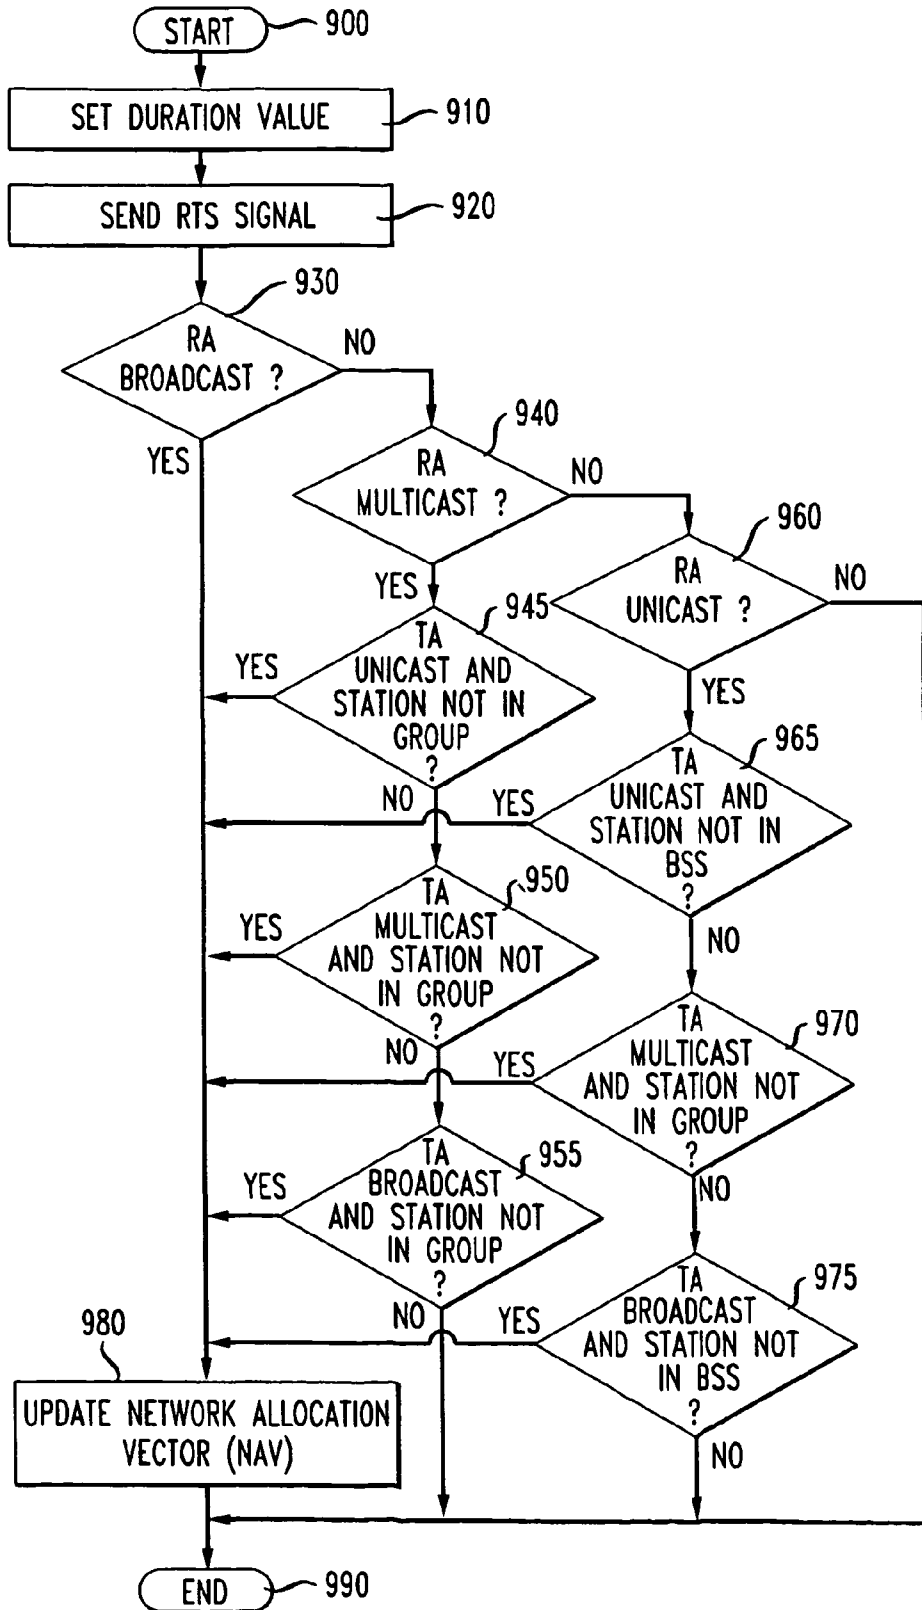 START
900
SET DURATION VALUE
910
SEND RTS SIGNAL
920
930
RA
BROADCAST ?
NO
YES
940
RA
MULTICAST ?
NO
YES
960
RA
UNICAST ?
NO
YES
945
TA
UNICAST AND
STATION NOT IN
GROUP
?
YES
NO
965
TA
UNICAST AND
STATION NOT IN
BSS
?
YES
NO
950
TA
MULTICAST
AND STATION NOT
IN GROUP
?
YES
NO
970
TA
MULTICAST
AND STATION NOT
IN GROUP
?
YES
NO
955
TA
BROADCAST
AND STATION NOT
IN GROUP
?
YES
NO
975
TA
BROADCAST
AND STATION NOT
IN BSS
?
YES
NO
980
UPDATE NETWORK ALLOCATION
VECTOR (NAV)
END
990